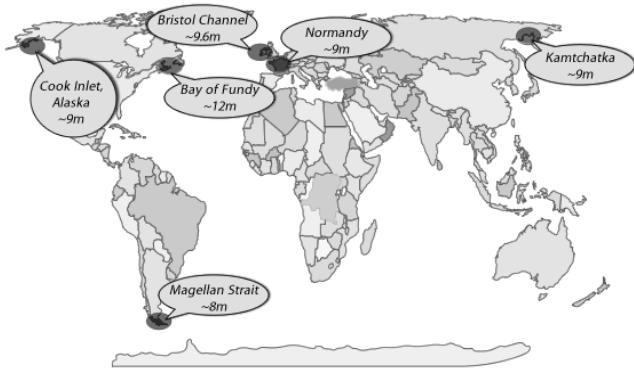 Bristol Channel
~9.6m
Normandy
~9m
Kamtchatka
~9m
Cook Inlet,
Alaska
~9m
Bay of Fundy
~12m
Magellan Strait
~8m